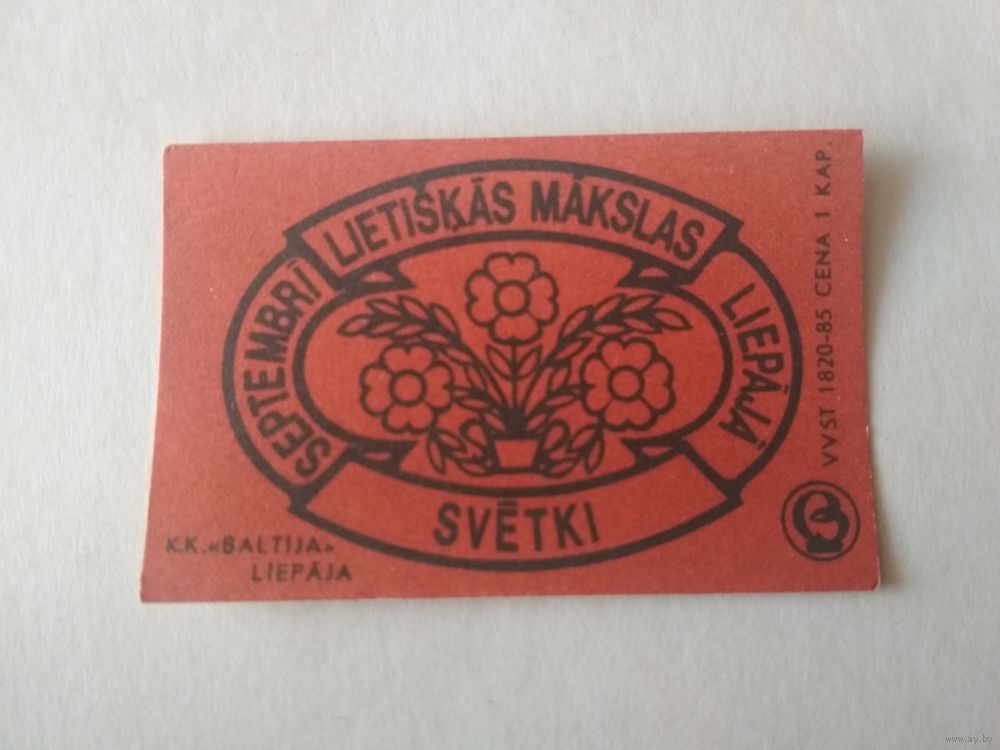 SEPTEMBRĪ
LIETIŠĶĀS MĀKSLAS
LIEPĀJĀ
SVĒTKI
K.K. «BALTIJA»
LIEPĀJA
VVST 1820-85 CENA 1 KAP.
www.ay.by